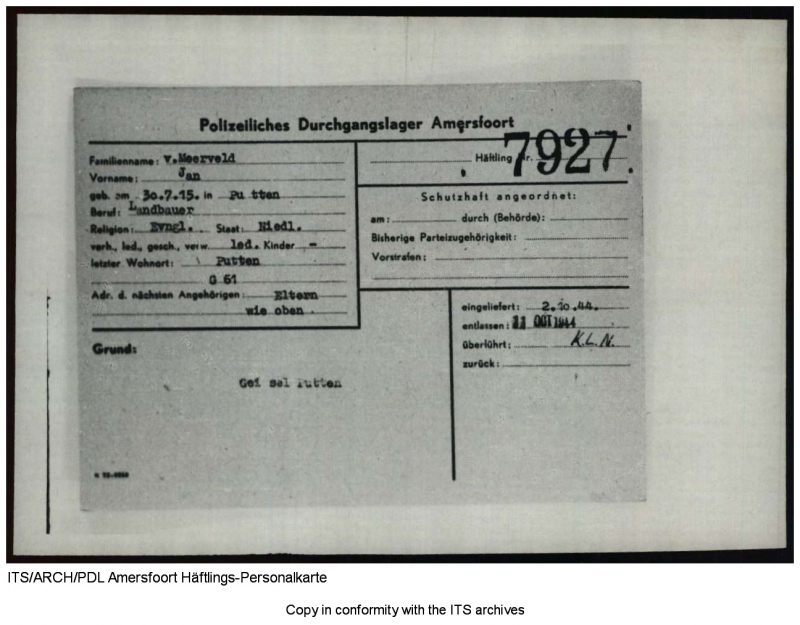 Polizeiliches Durchgangslager Amersfoort
Familienname: v.Meerveld
Vorname: Jan
geb. am 30.7.15. in Putten
Beruf: Landbauer
Religion: Evngl. Staat: Niedl.
verh., led., gesch., verw. led. Kinder -
letzter Wohnort: Putten
G 61
Adr. d. nächsten Angehörigen: Eltern
wie oben.
Häftling Nr. 7927
Schutzhaft angeordnet:
am: durch (Behörde):
Bisherige Parteizugehörigkeit:
Vorstrafen:
eingeliefert: 2.10.44.
entlassen: 11 OCT 1944
überführt: K.L.N.
zurück:
Grund:
Geisel Putten
ITS/ARCH/PDL Amersfoort Häftlings-Personalkarte
Copy in conformity with the ITS archives